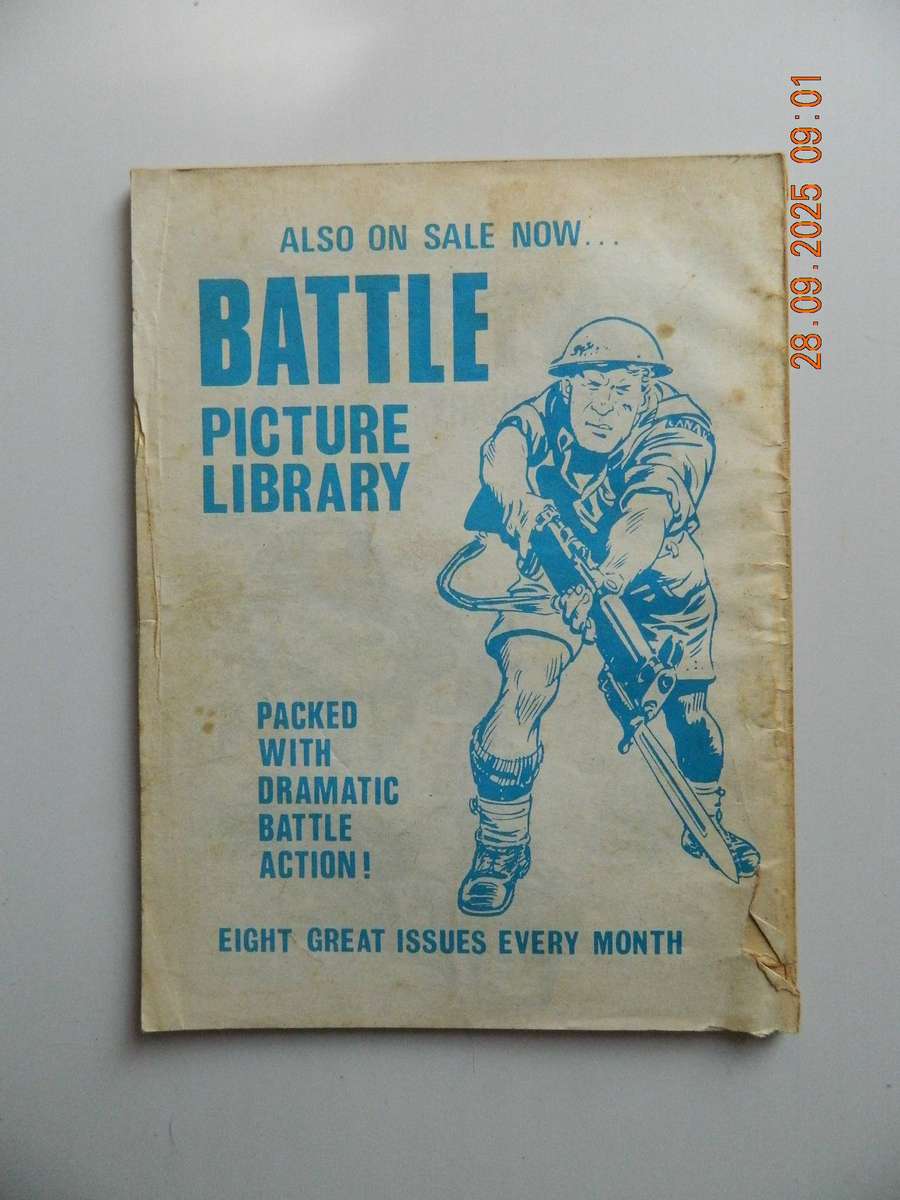 28.09.2025 09:01
ALSO ON SALE NOW...
BATTLE
PICTURE
LIBRARY
CANADA
PACKED
WITH
DRAMATIC
BATTLE
ACTION!
EIGHT GREAT ISSUES EVERY MONTH